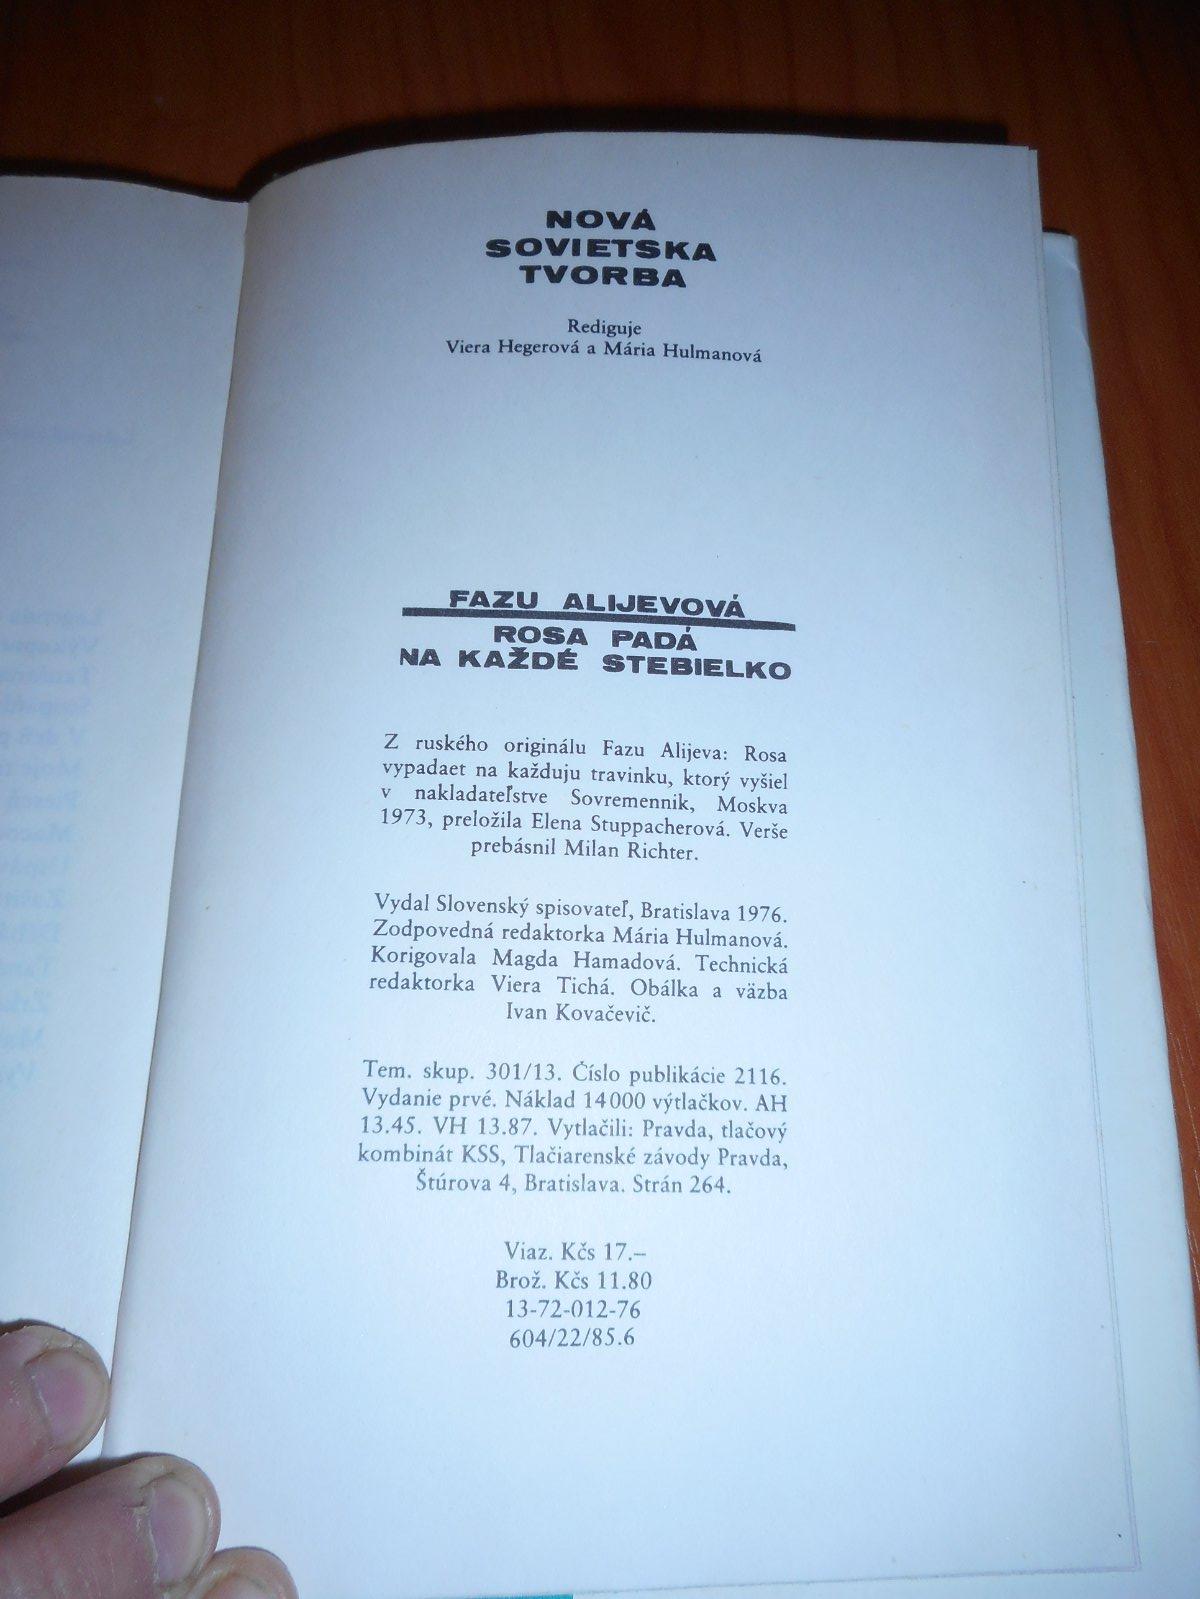 NOVÁ
SOVIETSKA
TVORBA
Rediguje
Viera Hegerová a Mária Hulmanová
FAZU ALIJEVOVÁ
ROSA PADÁ
NA KAŽDÉ STEBIELKO
Z ruského originálu Fazu Alijeva: Rosa
vypadaet na každuju travinku, ktorý vyšiel
v nakladateľstve Sovremennik, Moskva
1973, preložila Elena Stuppacherová. Verše
prebásnil Milan Richter.
Vydal Slovenský spisovateľ, Bratislava 1976.
Zodpovedná redaktorka Mária Hulmanová.
Korigovala Magda Hamadová. Technická
redaktorka Viera Tichá. Obálka a väzba
Ivan Kovačevič.
Tem. skup. 301/13. Číslo publikácie 2116.
Vydanie prvé. Náklad 14000 výtlačkov. AH
13.45. VH 13.87. Vytlačili: Pravda, tlačový
kombinát KSS, Tlačiarenské závody Pravda,
Štúrova 4, Bratislava. Strán 264.
Viaz. Kčs 17.–
Brož. Kčs 11.80
13-72-012-76
604/22/85.6